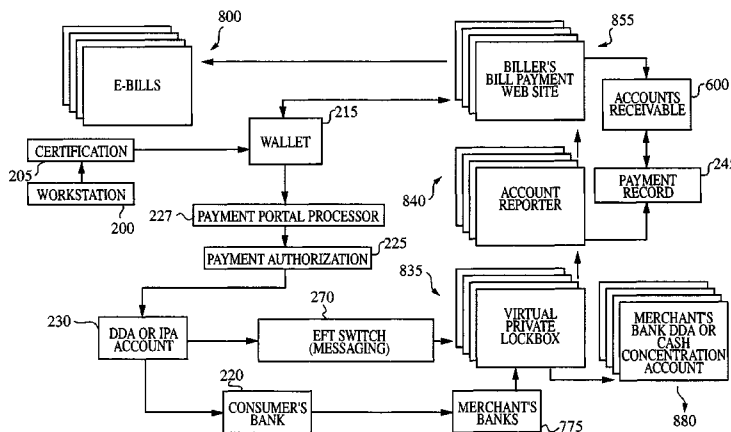 800
855
E-BILLS
BILLER'S
BILL PAYMENT
WEB SITE
600
ACCOUNTS
RECEIVABLE
215
WALLET
CERTIFICATION
205
WORKSTATION
200
840
ACCOUNT
REPORTER
PAYMENT
RECORD
245
227
PAYMENT PORTAL PROCESSOR
PAYMENT AUTHORIZATION
225
835
230
270
DDA OR IPA
ACCOUNT
EFT SWITCH
(MESSAGING)
VIRTUAL
PRIVATE
LOCKBOX
MERCHANT'S
BANK DDA OR
CASH
CONCENTRATION
ACCOUNT
220
CONSUMER'S
BANK
MERCHANT'S
BANKS
775
880